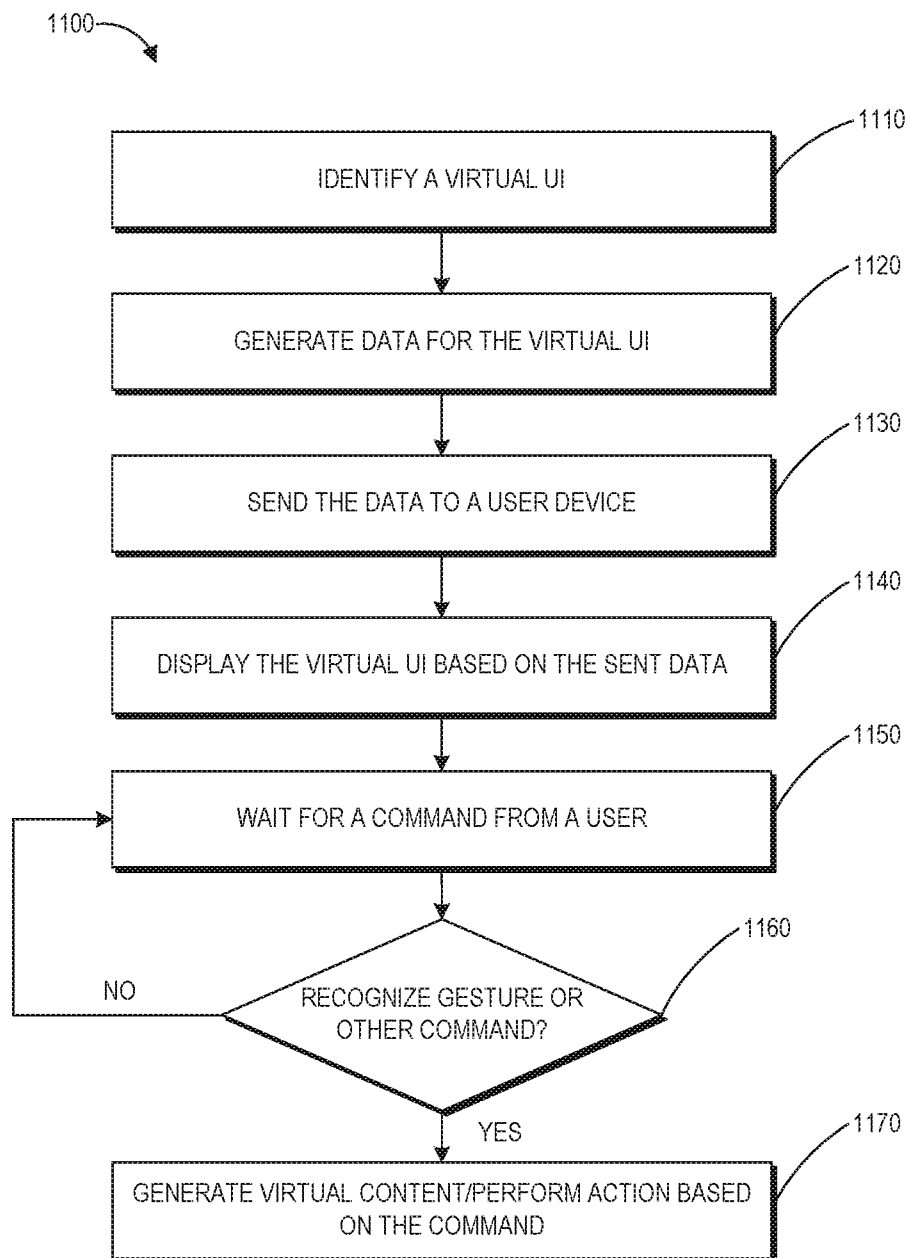 1100
1110
IDENTIFY A VIRTUAL UI
1120
GENERATE DATA FOR THE VIRTUAL UI
1130
SEND THE DATA TO A USER DEVICE
1140
DISPLAY THE VIRTUAL UI BASED ON THE SENT DATA
1150
WAIT FOR A COMMAND FROM A USER
1160
NO
RECOGNIZE GESTURE OR
OTHER COMMAND?
YES
1170
GENERATE VIRTUAL CONTENT/PERFORM ACTION BASED
ON THE COMMAND